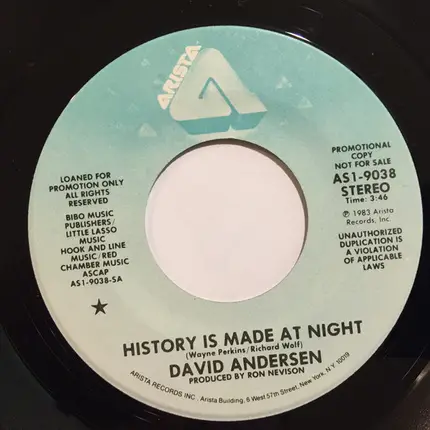 ARISTA
LOANED FOR
PROMOTION ONLY
ALL RIGHTS
RESERVED
BIBO MUSIC
PUBLISHERS/
LITTLE LASSO
MUSIC
HOOK AND LINE
MUSIC/RED
CHAMBER MUSIC
ASCAP
AS1-9038-SA
PROMOTIONAL
COPY
NOT FOR SALE
AS1-9038
STEREO
Time: 3:46
℗ 1983 Arista
Records, Inc.
UNAUTHORIZED
DUPLICATION IS
A VIOLATION
OF APPLICABLE
LAWS
HISTORY IS MADE AT NIGHT
(Wayne Perkins/Richard Wolf)
DAVID ANDERSEN
PRODUCED BY RON NEVISON
ARISTA RECORDS INC., Arista Building, 6 West 57th Street, New York, N.Y. 10019